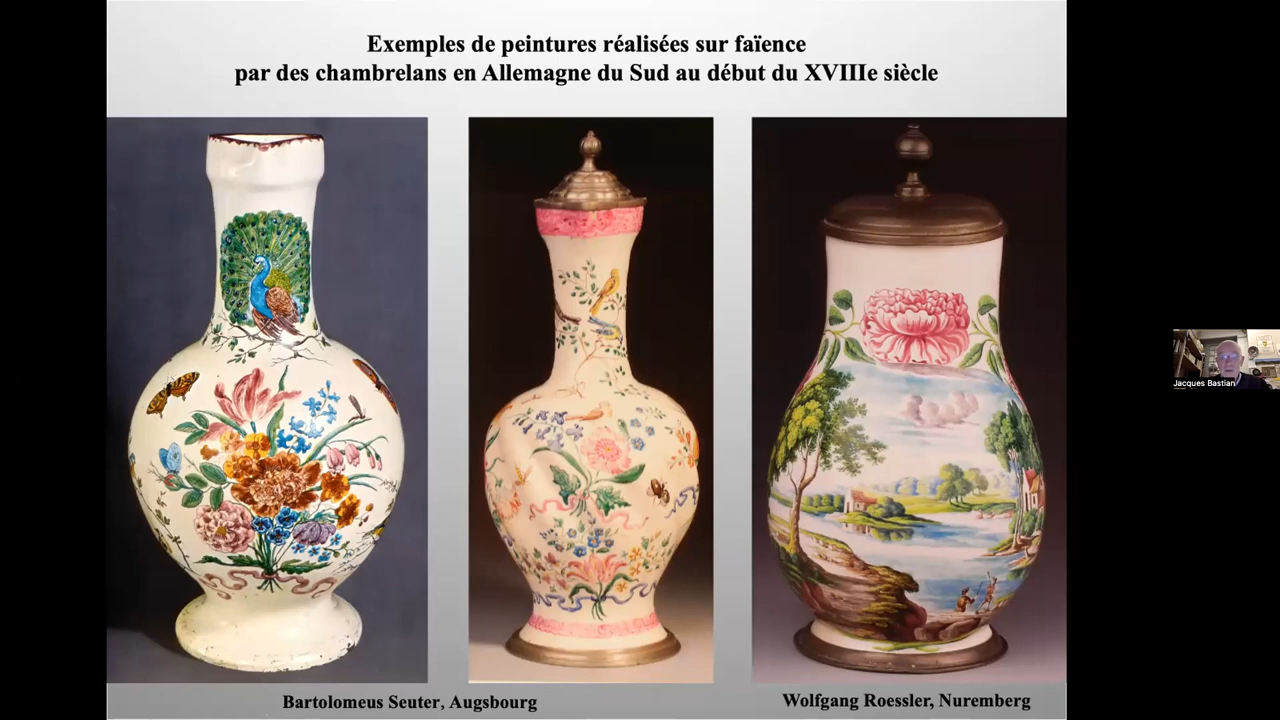 Exemples de peintures réalisées sur faïence
par des chambrelans en Allemagne du Sud au début du XVIIIe siècle
Jacques Bastian
Bartolomeus Seuter, Augsbourg
Wolfgang Roessler, Nuremberg